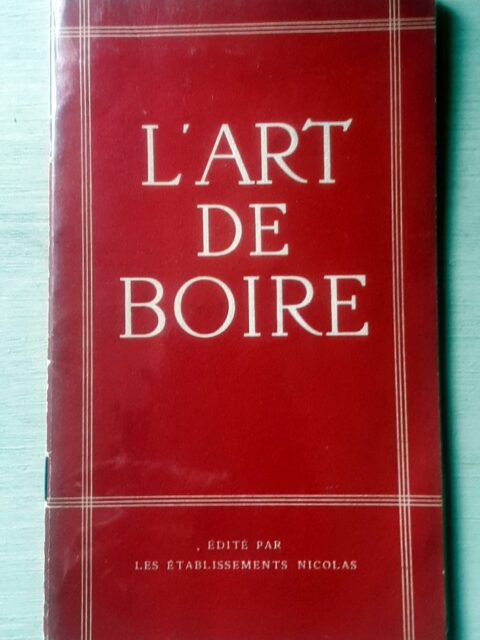 L'ART
DE
BOIRE
ÉDITÉ PAR
LES ÉTABLISSEMENTS NICOLAS